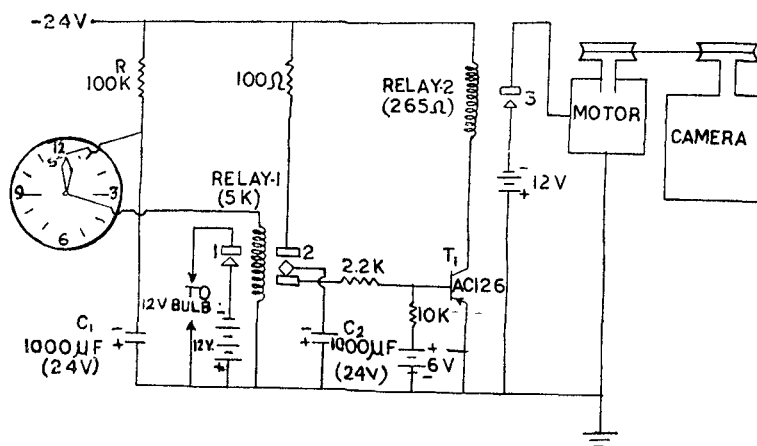 -24V
R
100K
100Ω
RELAY-2
(265Ω)
3
MOTOR
CAMERA
12V
12
9
3
6
RELAY-1
(5K)
1
2
2.2K
T1
AC126
10K
TO
12V BULB
12V.
C1
1000µF
(24V)
C2
1000µF
(24V)
6V